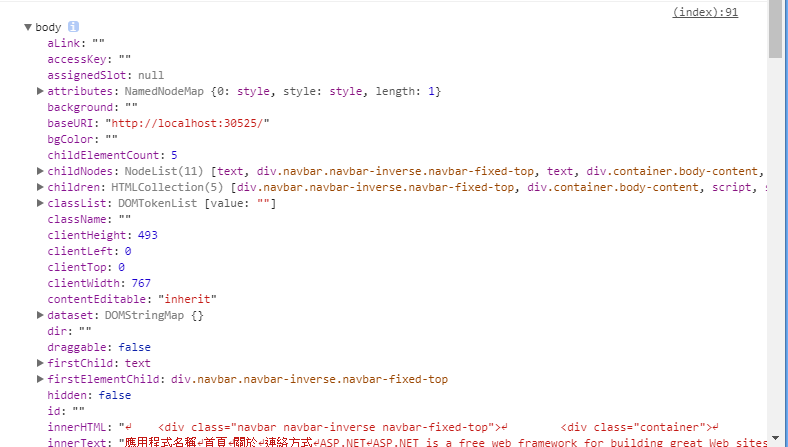 (index):91
▼ body i
aLink: ""
accessKey: ""
assignedSlot: null
▶ attributes: NamedNodeMap {0: style, style: style, length: 1}
background: ""
baseURI: "http://localhost:30525/"
bgColor: ""
childElementCount: 5
▶ childNodes: NodeList(11) [text, div.navbar.navbar-inverse.navbar-fixed-top, text, div.container.body-content,
▶ children: HTMLCollection(5) [div.navbar.navbar-inverse.navbar-fixed-top, div.container.body-content, script, s
▶ classList: DOMTokenList [value: ""]
className: ""
clientHeight: 493
clientLeft: 0
clientTop: 0
clientWidth: 767
contentEditable: "inherit"
▶ dataset: DOMStringMap {}
dir: ""
draggable: false
▶ firstChild: text
▶ firstElementChild: div.navbar.navbar-inverse.navbar-fixed-top
hidden: false
id: ""
innerHTML: "↵    <div class="navbar navbar-inverse navbar-fixed-top">↵        <div class="container">↵
innerText: "應用程式名稱↵首頁↵關於↵連絡方式↵ASP.NET↵ASP.NET is a free web framework for building great Web sites